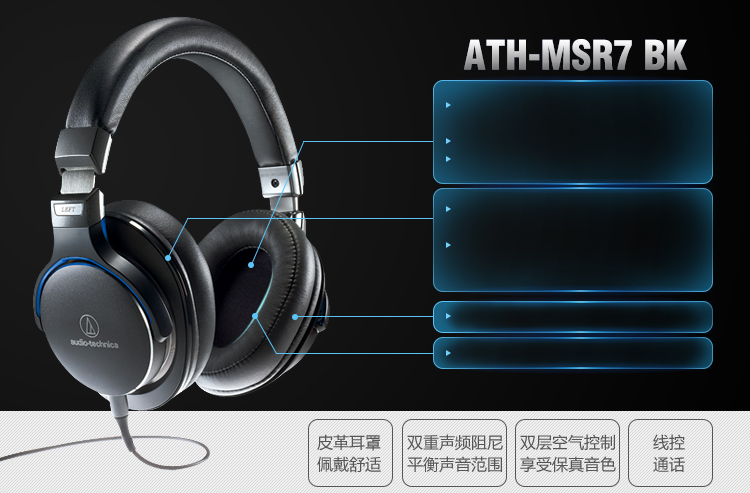 ATH-MSR7 BK
LEFT
audio-technica
皮革耳罩
佩戴舒适
双重声频阻尼
平衡声音范围
双层空气控制
享受保真音色
线控
通话